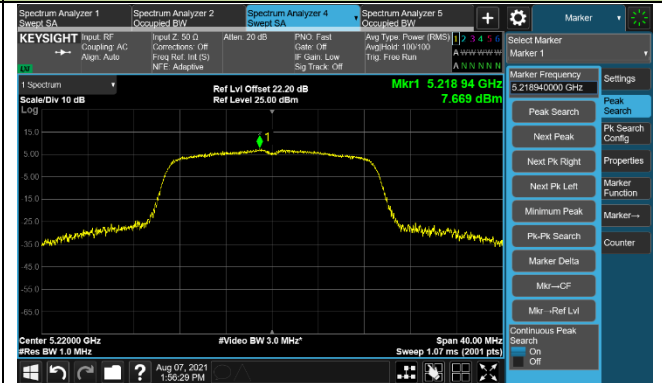 Spectrum Analyzer 1
Swept SA
Spectrum Analyzer 2
Occupied BW
Spectrum Analyzer 4
Swept SA
Spectrum Analyzer 5
Occupied BW
+
Marker
KEYSIGHT
Input: RF
Coupling: AC
Align: Auto
Input Z: 50 Ω
Corrections: Off
Freq Ref: Int (S)
NFE: Adaptive
Atten: 20 dB
PNO: Fast
Gate: Off
IF Gain: Low
Sig Track: Off
Avg Type: Power (RMS)
Avg|Hold: 100/100
Trig: Free Run
1 2 3 4 5 6
A W W W W W
A N N N N N
Select Marker
Marker 1
LV
1 Spectrum
Scale/Div 10 dB
Log
Ref Lvl Offset 22.20 dB
Ref Level 25.00 dBm
Mkr1 5.218 94 GHz
7.669 dBm
1
15.0
5.00
-5.00
-15.0
-25.0
-35.0
-45.0
-55.0
-65.0
Center 5.22000 GHz
#Res BW 1.0 MHz
#Video BW 3.0 MHz*
Span 40.00 MHz
Sweep 1.07 ms (2001 pts)
Marker Frequency
5.218940000 GHz
Peak Search
Next Peak
Next Pk Right
Next Pk Left
Minimum Peak
Pk-Pk Search
Marker Delta
Mkr→CF
Mkr→Ref Lvl
Continuous Peak
Search
On
Off
Settings
Peak
Search
Pk Search
Config
Properties
Marker
Function
Marker→
Counter
?
Aug 07, 2021
1:56:29 PM